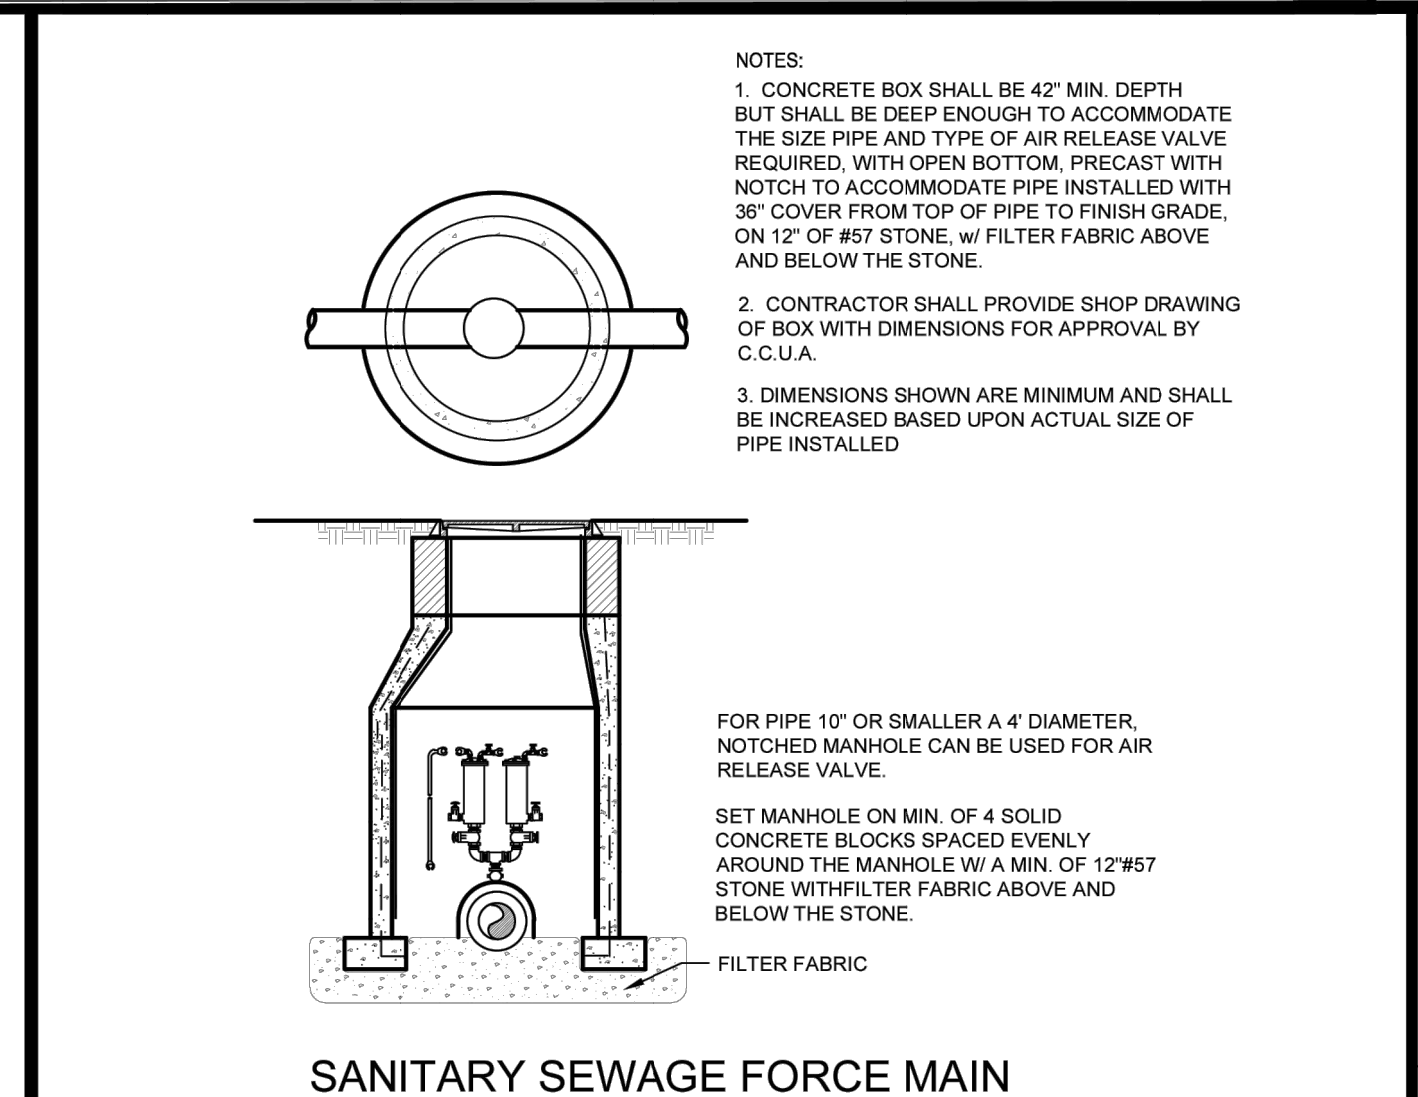 NOTES:
1. CONCRETE BOX SHALL BE 42" MIN. DEPTH
BUT SHALL BE DEEP ENOUGH TO ACCOMMODATE
THE SIZE PIPE AND TYPE OF AIR RELEASE VALVE
REQUIRED, WITH OPEN BOTTOM, PRECAST WITH
NOTCH TO ACCOMMODATE PIPE INSTALLED WITH
36" COVER FROM TOP OF PIPE TO FINISH GRADE,
ON 12" OF #57 STONE, w/ FILTER FABRIC ABOVE
AND BELOW THE STONE.
2. CONTRACTOR SHALL PROVIDE SHOP DRAWING
OF BOX WITH DIMENSIONS FOR APPROVAL BY
C.C.U.A.
3. DIMENSIONS SHOWN ARE MINIMUM AND SHALL
BE INCREASED BASED UPON ACTUAL SIZE OF
PIPE INSTALLED
FOR PIPE 10" OR SMALLER A 4' DIAMETER,
NOTCHED MANHOLE CAN BE USED FOR AIR
RELEASE VALVE.
SET MANHOLE ON MIN. OF 4 SOLID
CONCRETE BLOCKS SPACED EVENLY
AROUND THE MANHOLE W/ A MIN. OF 12"#57
STONE WITHFILTER FABRIC ABOVE AND
BELOW THE STONE.
FILTER FABRIC
SANITARY SEWAGE FORCE MAIN